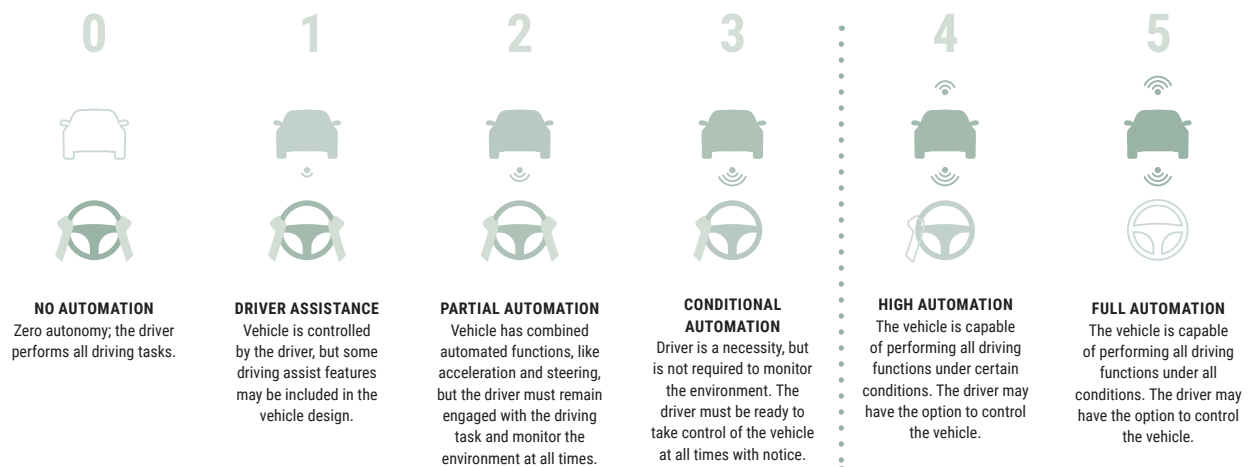 0
1
2
3
4
5
NO AUTOMATION
Zero autonomy; the driver
performs all driving tasks.
DRIVER ASSISTANCE
Vehicle is controlled
by the driver, but some
driving assist features
may be included in the
vehicle design.
PARTIAL AUTOMATION
Vehicle has combined
automated functions, like
acceleration and steering,
but the driver must remain
engaged with the driving
task and monitor the
environment at all times.
CONDITIONAL
AUTOMATION
Driver is a necessity, but
is not required to monitor
the environment. The
driver must be ready to
take control of the vehicle
at all times with notice.
HIGH AUTOMATION
The vehicle is capable
of performing all driving
functions under certain
conditions. The driver may
have the option to control
the vehicle.
FULL AUTOMATION
The vehicle is capable
of performing all driving
functions under all
conditions. The driver may
have the option to control
the vehicle.